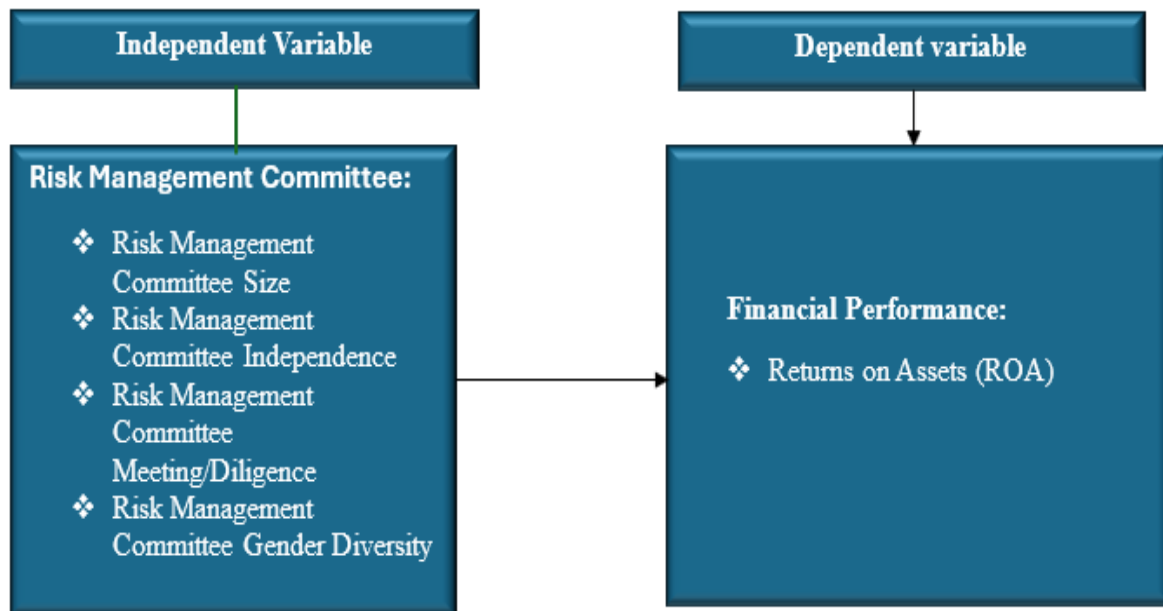 Independent Variable
Dependent variable
Risk Management Committee:
❖ Risk Management
Committee Size
❖ Risk Management
Committee Independence
❖ Risk Management
Committee
Meeting/Diligence
❖ Risk Management
Committee Gender Diversity
Financial Performance:
❖ Returns on Assets (ROA)